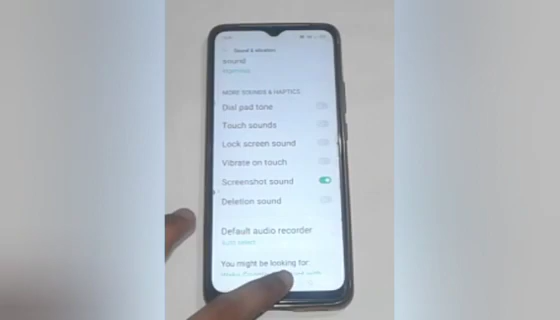 Sound & vibration
sound
MORE SOUNDS & HAPTICS
Dial pad tone
Touch sounds
Lock screen sound
Vibrate on touch
Screenshot sound
Deletion sound
Default audio recorder
You might be looking for